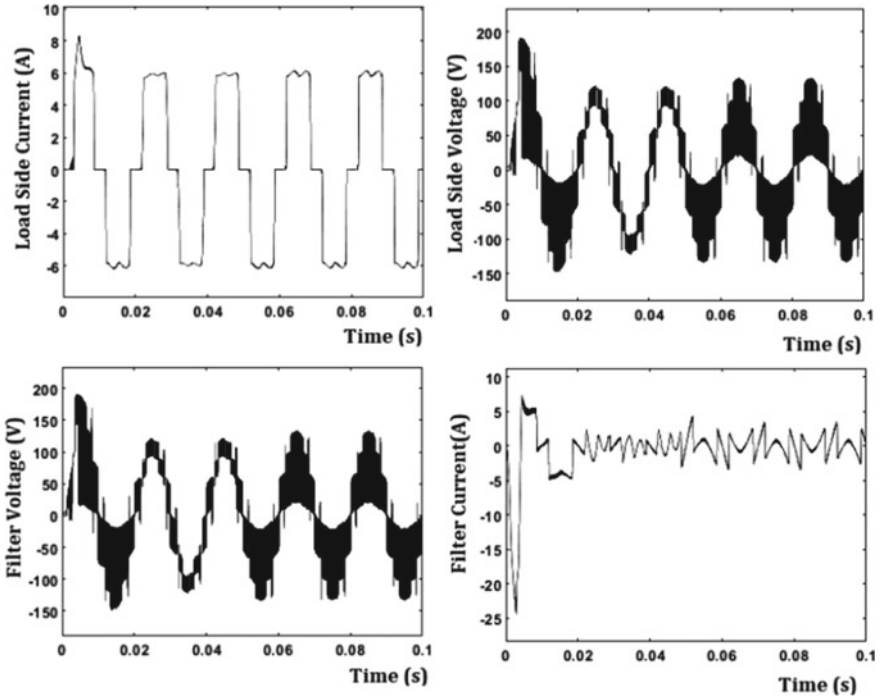 10
8
6
4
2
0
-2
-4
-6
Load Side Current (A)
0 0.02 0.04 0.06 0.08 0.1
Time (s)
200
150
100
50
0
-50
-100
-150
Load Side Voltage (V)
0 0.02 0.04 0.06 0.08 0.1
Time (s)
200
150
100
50
0
-50
-100
-150
Filter Voltage (V)
0 0.02 0.04 0.06 0.08 0.1
Time (s)
10
5
0
-5
-10
-15
-20
-25
Filter Current(A)
0 0.02 0.04 0.06 0.08 0.1
Time (s)